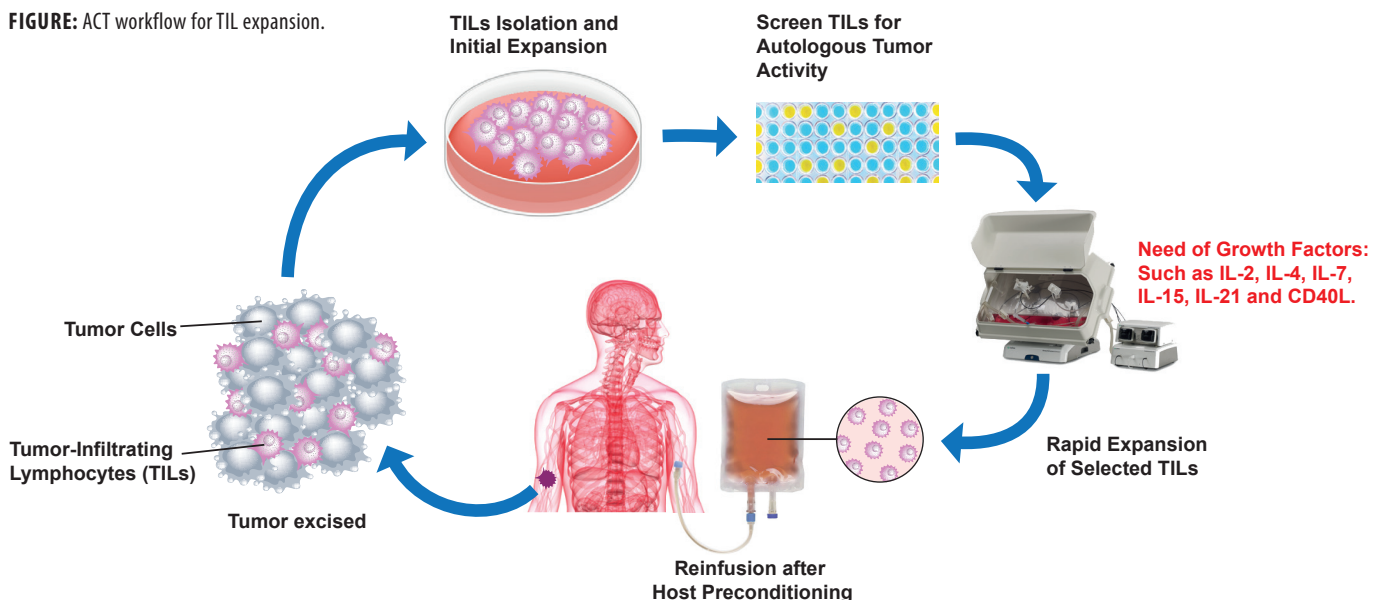 FIGURE: ACT workflow for TIL expansion.
TILs Isolation and
Initial Expansion
Screen TILs for
Autologous Tumor
Activity
Need of Growth Factors:
Such as IL-2, IL-4, IL-7,
IL-15, IL-21 and CD40L.
Tumor Cells
Tumor-Infiltrating
Lymphocytes (TILs)
Tumor excised
Rapid Expansion
of Selected TILs
Reinfusion after
Host Preconditioning